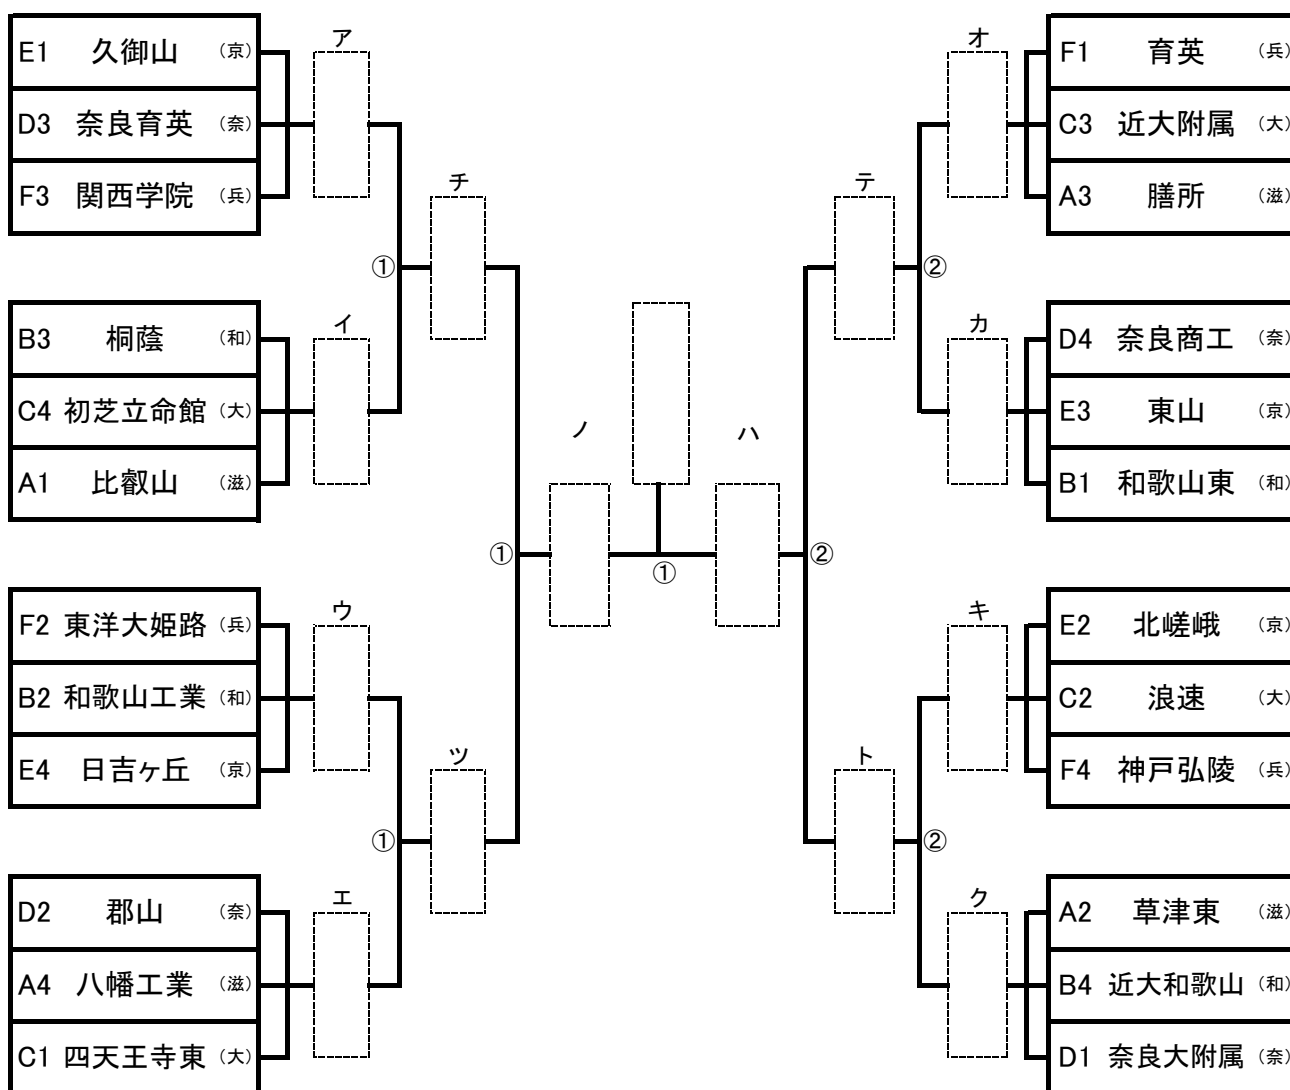 ア
E1 久御山 (京)
D3 奈良育英 (奈)
F3 関西学院 (兵)
チ
①
イ
B3 桐蔭 (和)
C4 初芝立命館 (大)
A1 比叡山 (滋)
ノ
①
ウ
F2 東洋大姫路 (兵)
B2 和歌山工業 (和)
E4 日吉ヶ丘 (京)
ツ
①
エ
D2 郡山 (奈)
A4 八幡工業 (滋)
C1 四天王寺東 (大)
①
オ
F1 育英 (兵)
C3 近大附属 (大)
A3 膳所 (滋)
テ
②
カ
D4 奈良商工 (奈)
E3 東山 (京)
B1 和歌山東 (和)
ハ
②
キ
E2 北嵯峨 (京)
C2 浪速 (大)
F4 神戸弘陵 (兵)
ト
②
ク
A2 草津東 (滋)
B4 近大和歌山 (和)
D1 奈良大附属 (奈)